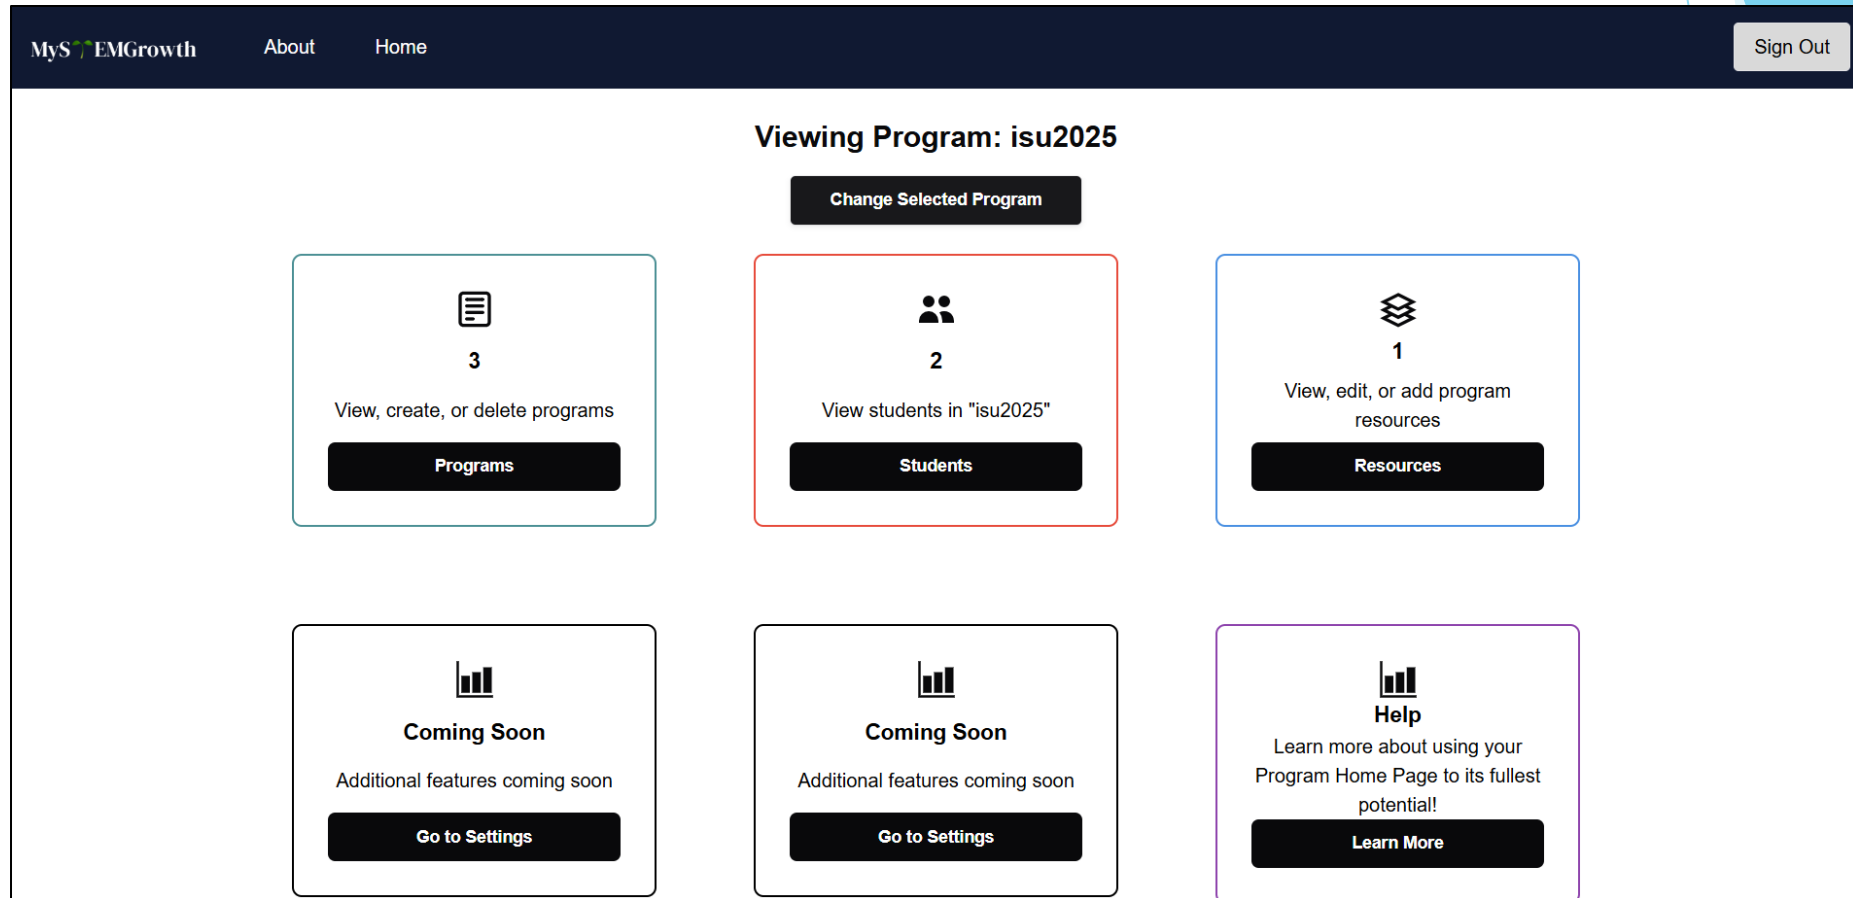 MySTEMGrowth
About
Home
Sign Out
Viewing Program: isu2025
Change Selected Program
3
View, create, or delete programs
Programs
2
View students in "isu2025"
Students
1
View, edit, or add program
resources
Resources
Coming Soon
Additional features coming soon
Go to Settings
Coming Soon
Additional features coming soon
Go to Settings
Help
Learn more about using your
Program Home Page to its fullest
potential!
Learn More